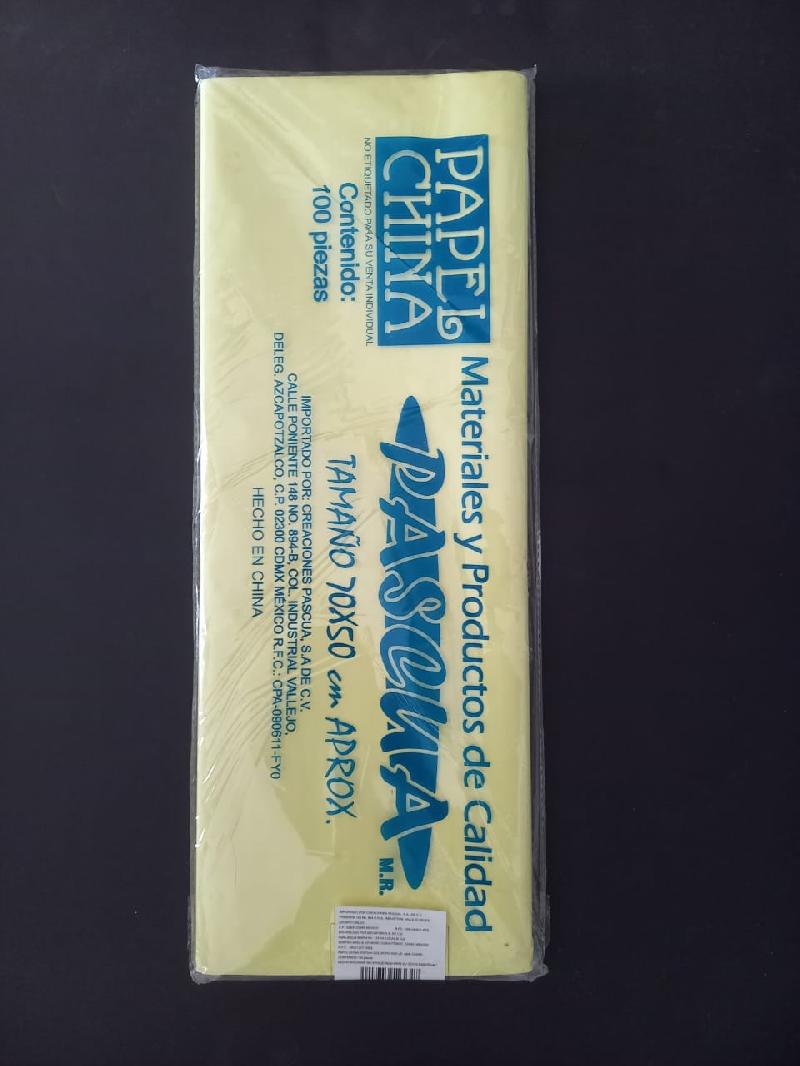 PAPEL
CHINA
NO ETIQUETADO PARA SU VENTA INDIVIDUAL
Contenido:
100 piezas
Materiales y Productos de Calidad
PASCUA
M.R.
TAMAÑO 70X50 cm APROX.
IMPORTADO POR: CREACIONES PASCUA, S.A DE C.V.
CALLE PONIENTE 148 NO. 894-B, COL. INDUSTRIAL VALLEJO,
DELEG. AZCAPOTZALCO, C.P. 02300 CDMX MÉXICO R.F.C.: CPA-090611-FY0
HECHO EN CHINA